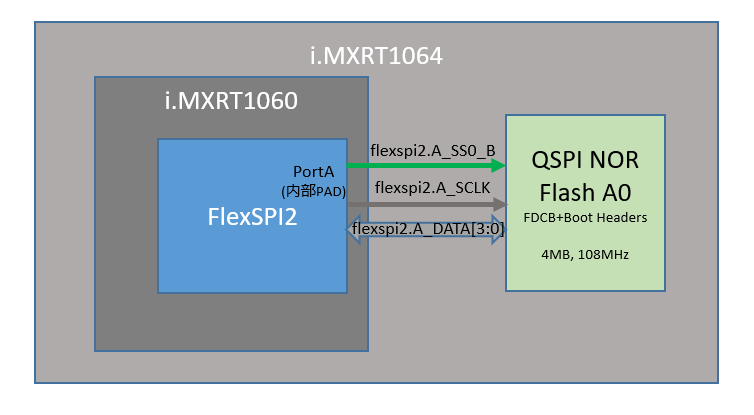 i.MXRT1064
i.MXRT1060
flexspi2.A_SS0_B
PortA
(内部PAD)
flexspi2.A_SCLK
FlexSPI2
flexspi2.A_DATA[3:0]
QSPI NOR
Flash A0
FDCB+Boot Headers
4MB, 108MHz